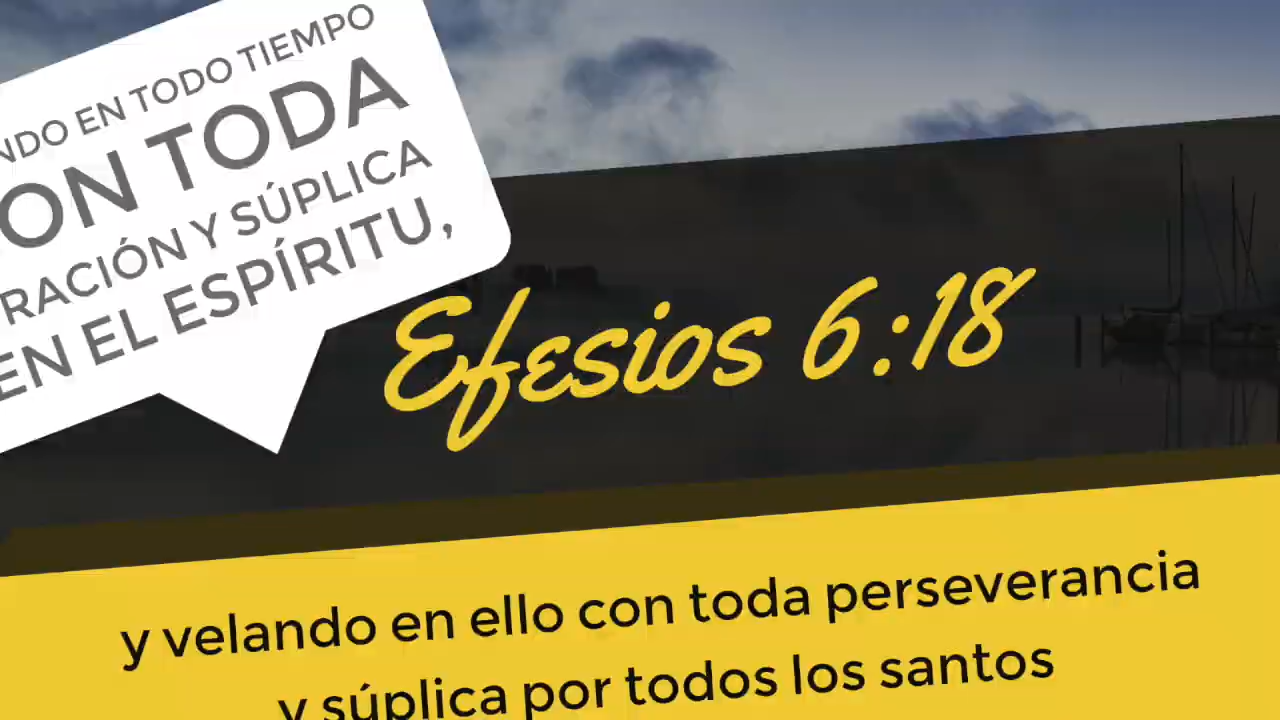 NDO EN TODO TIEMPO
ON TODA
RACIÓN Y SÚPLICA
EN EL ESPÍRITU,
Efesios 6:18
y velando en ello con toda perseverancia
y súplica por todos los santos